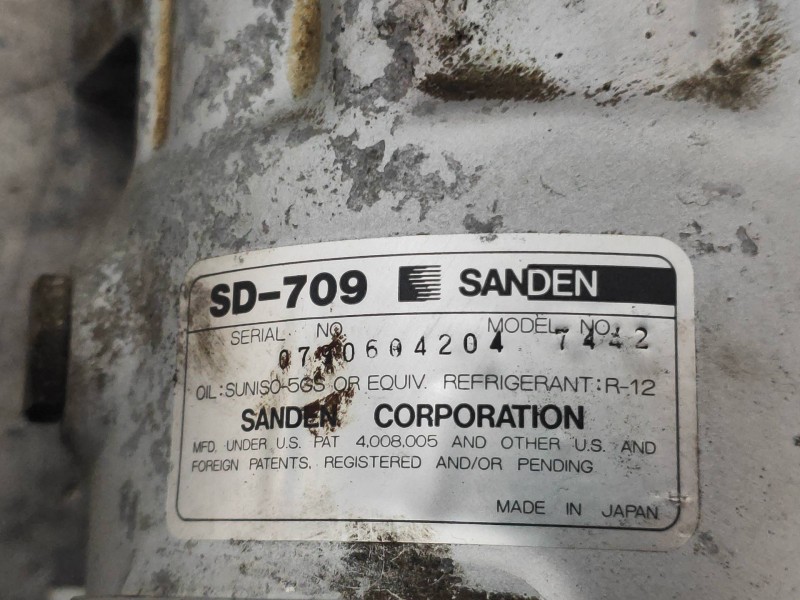 SD-709 SANDEN
SERIAL NO MODEL NO.
7442
OIL:SUNISO-5GS OR EQUIV. REFRIGERANT:R-12
SANDEN CORPORATION
MFD. UNDER U.S. PAT 4.008.005 AND OTHER U.S. AND
FOREIGN PATENTS, REGISTERED AND/OR PENDING
MADE IN JAPAN